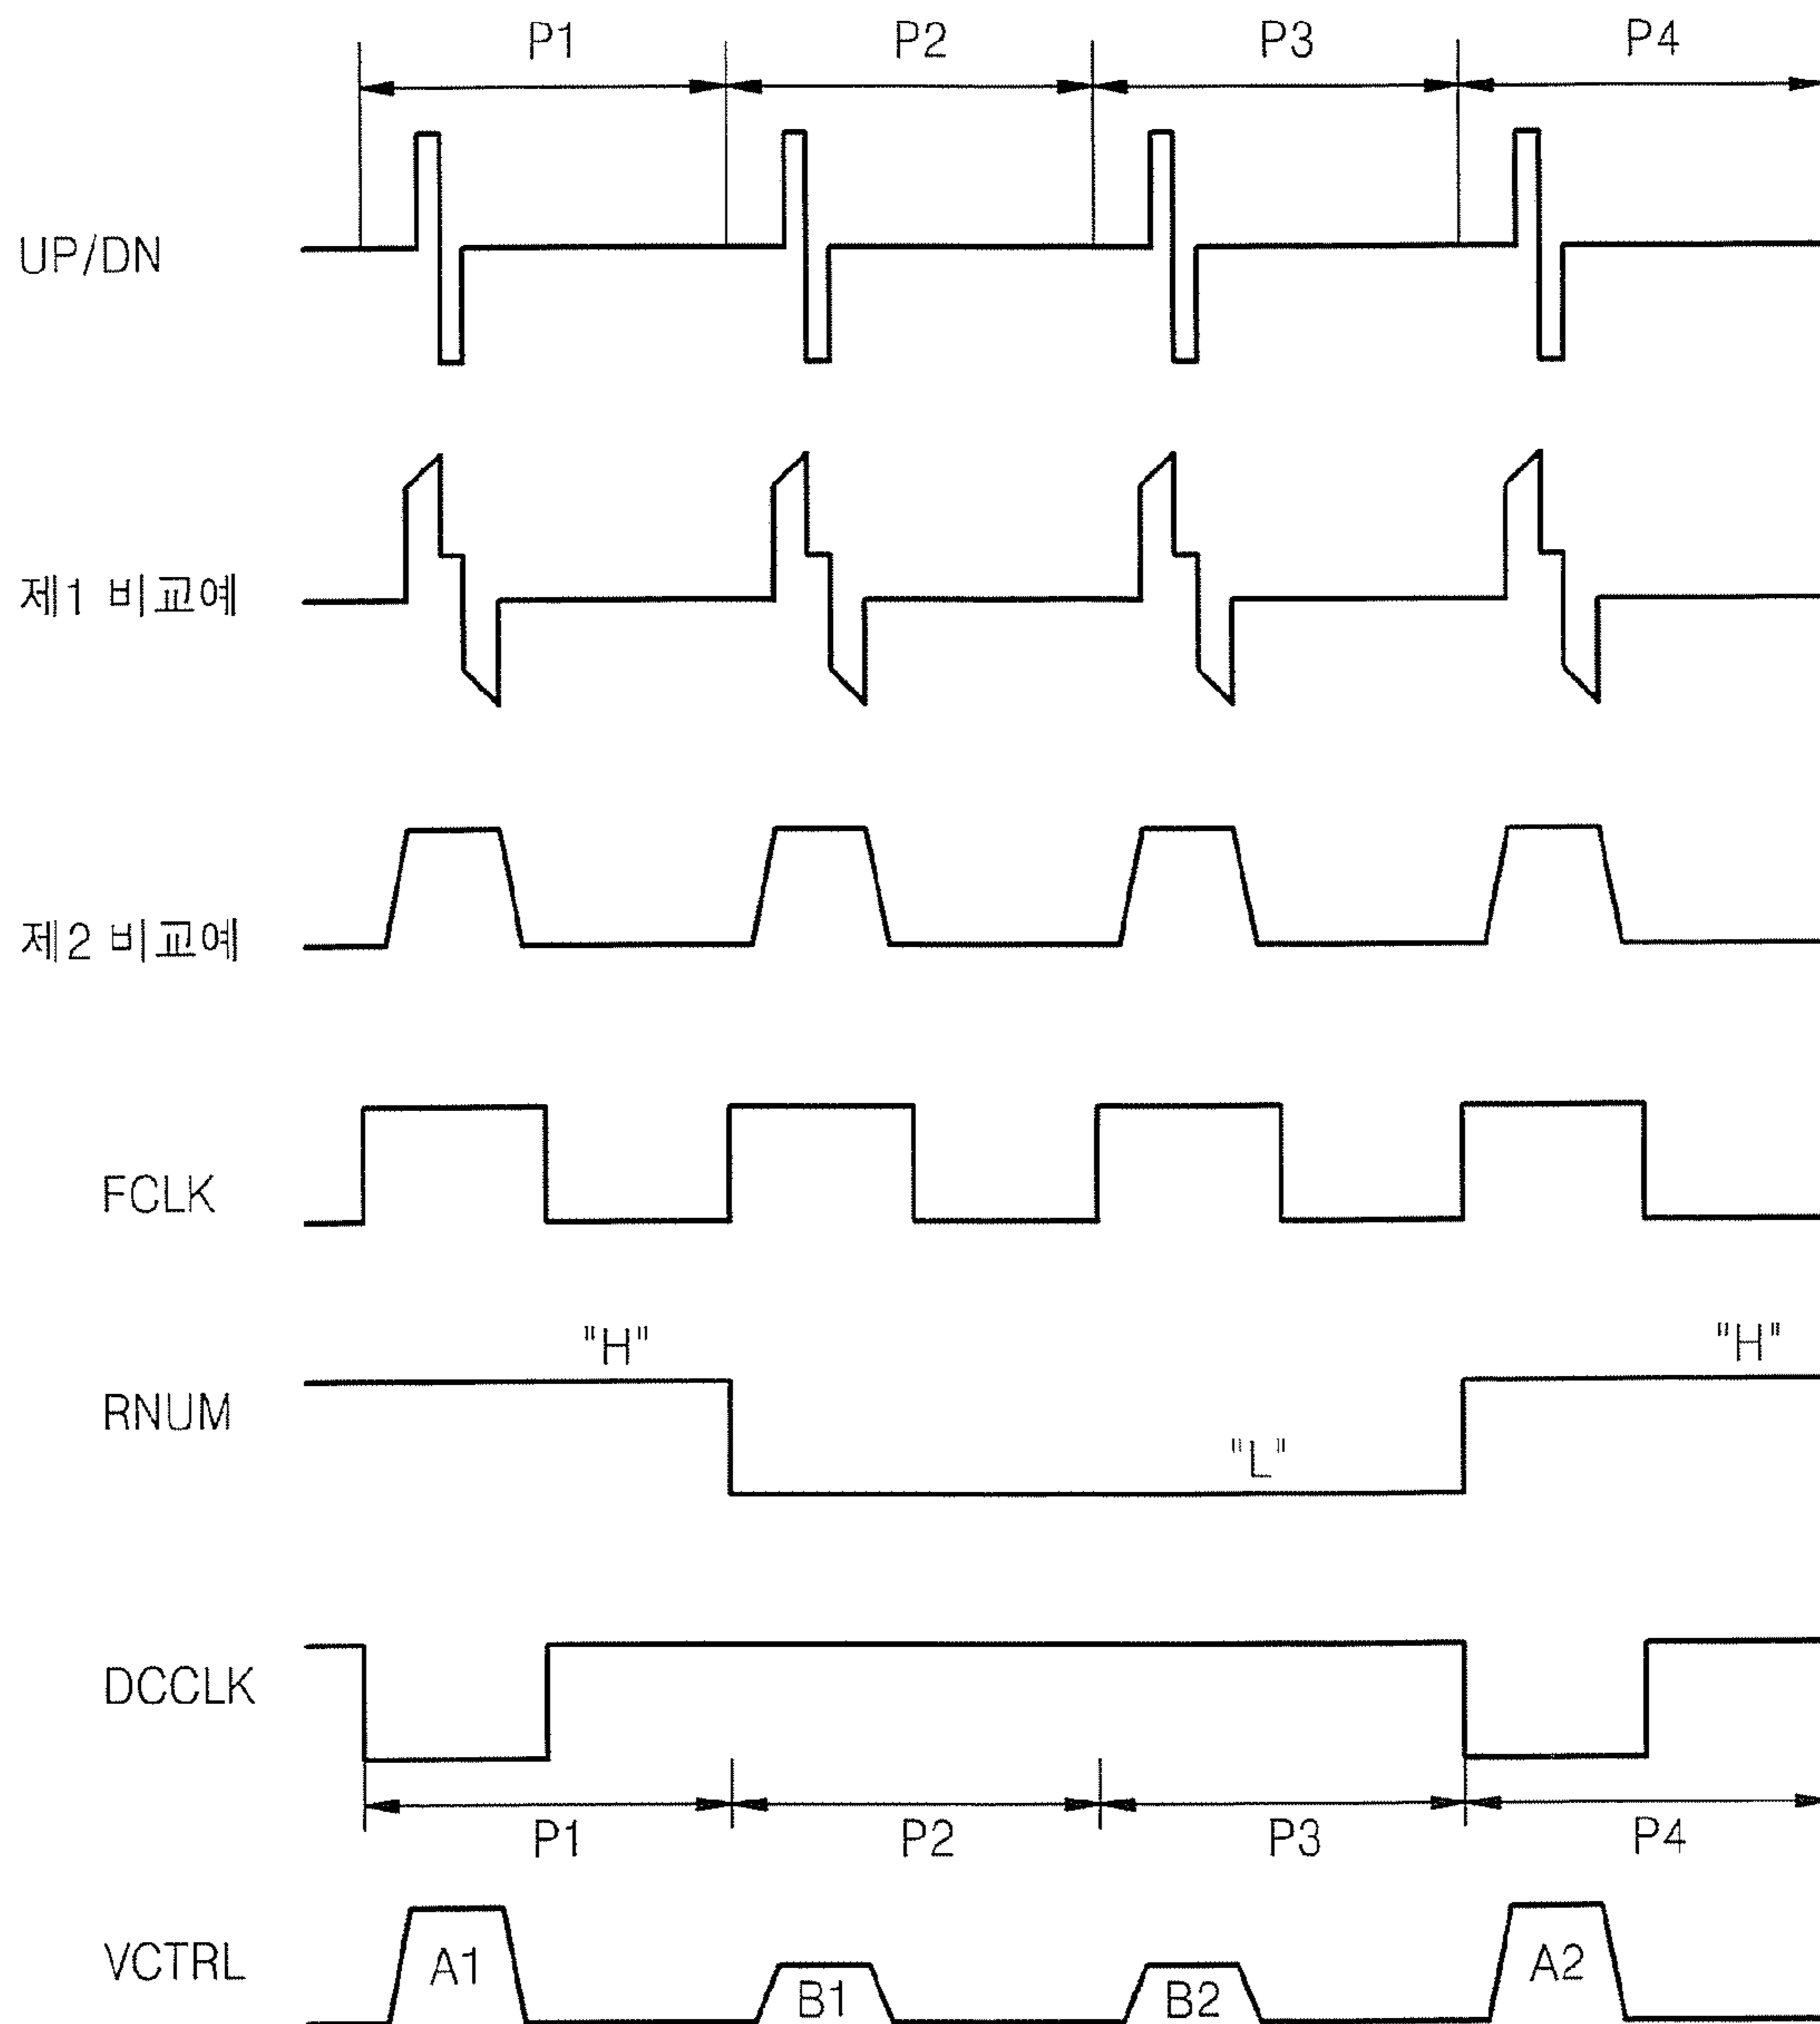 P1 P2 P3 P4
UP/DN
제1 비교예
제2 비교예
FCLK
"H" "H"
RNUM
"L"
DCCLK
P1 P2 P3 P4
VCTRL A1 B1 B2 A2